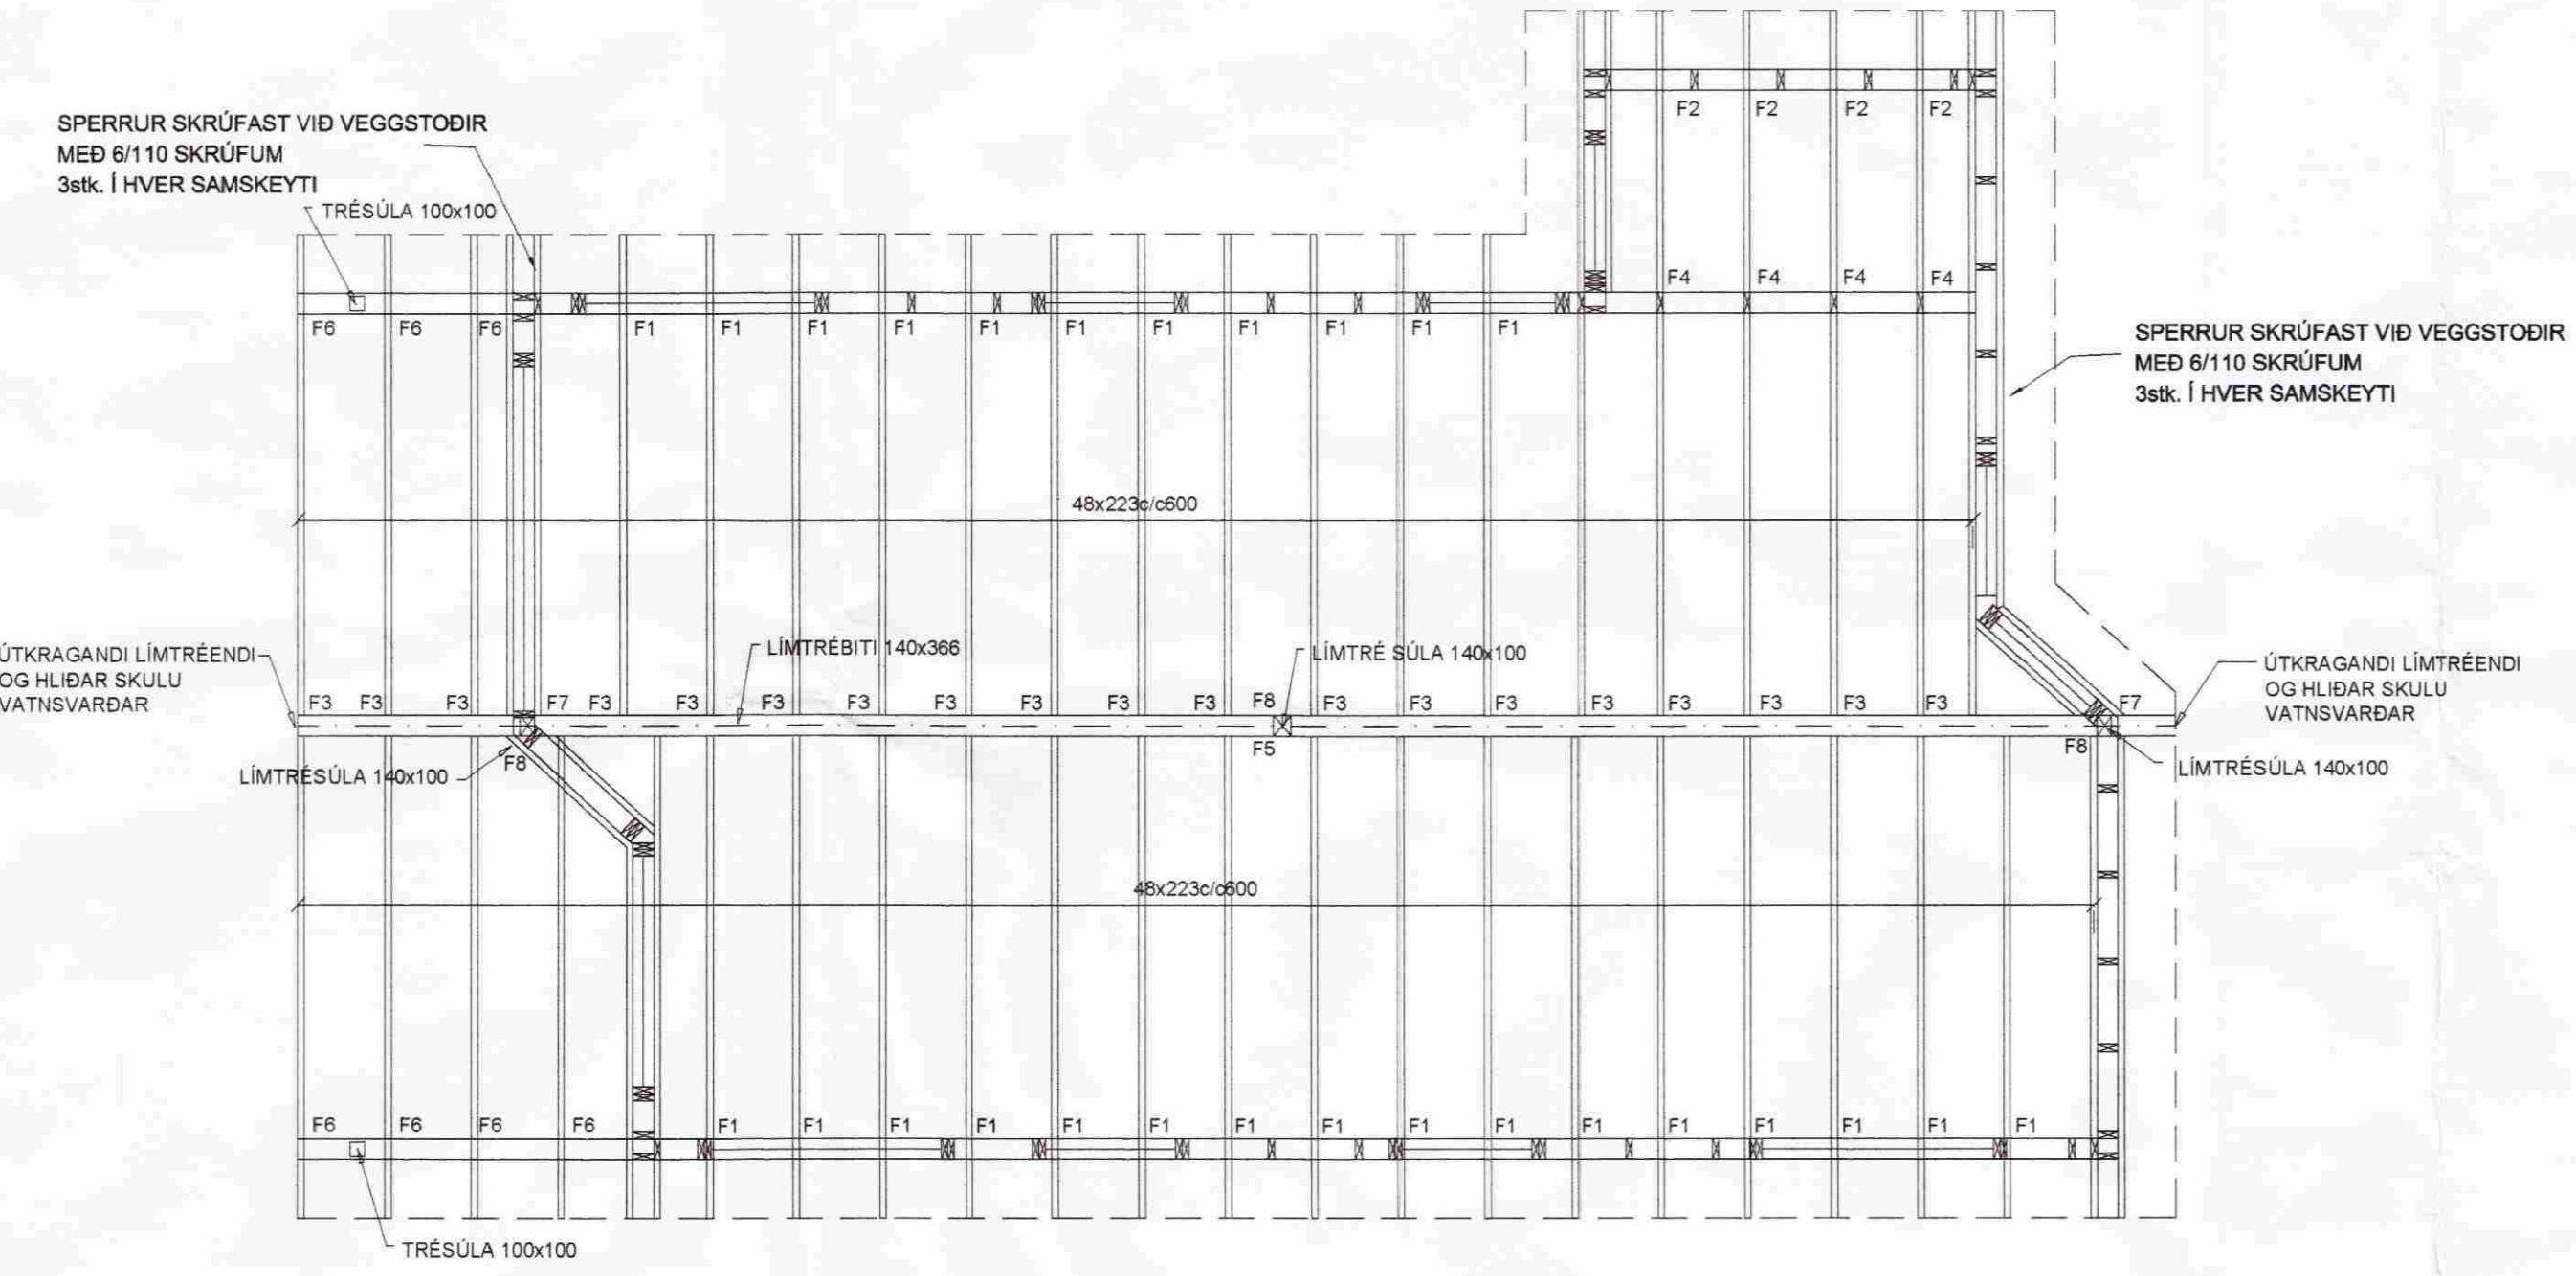 SPERRUR SKRÚFAST VIÐ VEGGSTOÐIR
MEÐ 6/110 SKRÚFUM
3stk. Í HVER SAMSKEYTI
TRÉSÚLA 100x100
F2 F2 F2 F2
F4 F4 F4 F4
F6 F6 F6 F1 F1 F1 F1 F1 F1 F1 F1 F1 F1 F1
SPERRUR SKRÚFAST VIÐ VEGGSTOÐIR
MEÐ 6/110 SKRÚFUM
3stk. Í HVER SAMSKEYTI
48x223c/c600
ÚTKRAGANDI LÍMTRÉENDI
OG HLIÐAR SKULU
VATNSVARÐAR
LÍMTRÉBITI 140x366
LÍMTRÉ SÚLA 140x100
ÚTKRAGANDI LÍMTRÉENDI
OG HLIÐAR SKULU
VATNSVARÐAR
F3 F3 F3 F7 F3 F3 F3 F3 F3 F3 F3 F3 F8 F3 F3 F3 F3 F3 F3 F3 F3 F7
F8 F5 F8
LÍMTRÉSÚLA 140x100
LÍMTRÉSÚLA 140x100
48x223c/c600
F6 F6 F6 F6 F1 F1 F1 F1 F1 F1 F1 F1 F1 F1 F1 F1 F1 F1 F1 F1
TRÉSÚLA 100x100